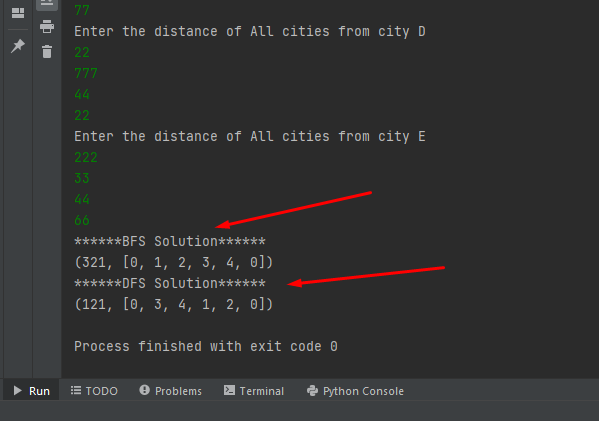 77
Enter the distance of All cities from city D
22
777
44
22
Enter the distance of All cities from city E
222
33
44
66
******BFS Solution******
(321, [0, 1, 2, 3, 4, 0])
******DFS Solution******
(121, [0, 3, 4, 1, 2, 0])
Process finished with exit code 0
Run TODO Problems Terminal Python Console